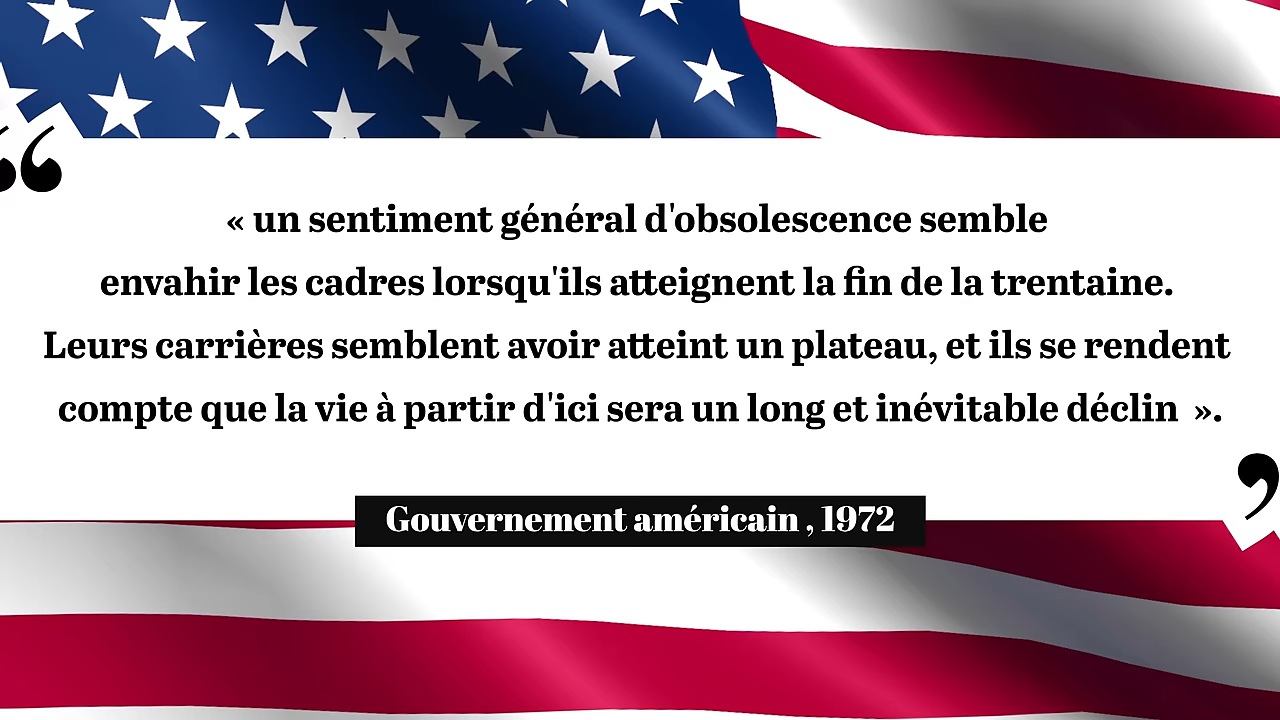 « un sentiment général d'obsolescence semble
envahir les cadres lorsqu'ils atteignent la fin de la trentaine.
Leurs carrières semblent avoir atteint un plateau, et ils se rendent
compte que la vie à partir d'ici sera un long et inévitable déclin  ».
Gouvernement américain , 1972